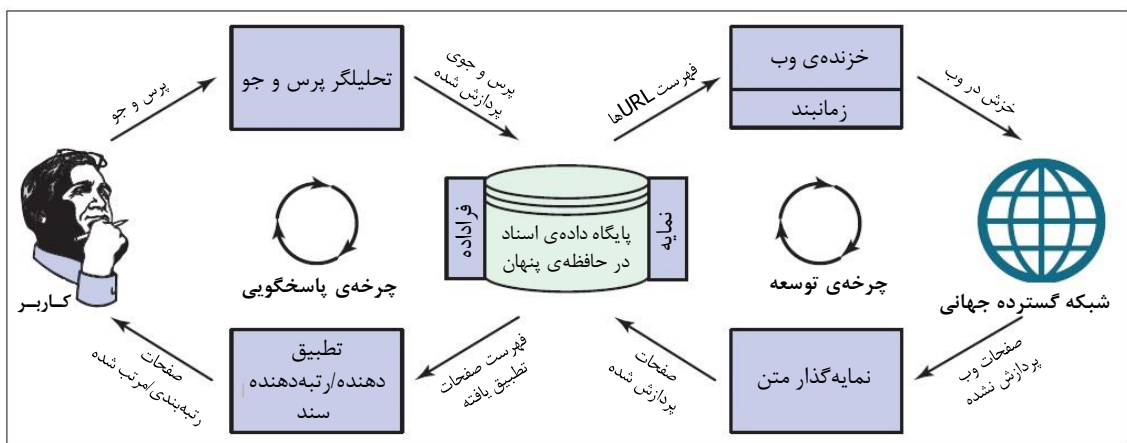 خزنده‌ی وب
زمانبند
خزش در وب
فهرست URLها
پرس و جوی
پردازش شده
تحلیلگر پرس و جو
پرس و جو
شبکه گسترده جهانی
چرخه‌ی توسعه
نمایه
پایگاه داده‌ی اسناد
در حافظه‌ی پنهان
فراداده
چرخه‌ی پاسخگویی
کاربـر
صفحات وب
پردازش نشده
نمایه‌گذار متن
صفحات
پردازش شده
فهرست صفحات
تطبیق یافته
تطبیق
دهنده/رتبه‌دهنده
سند
صفحات
رتبه‌بندی/مرتب شده